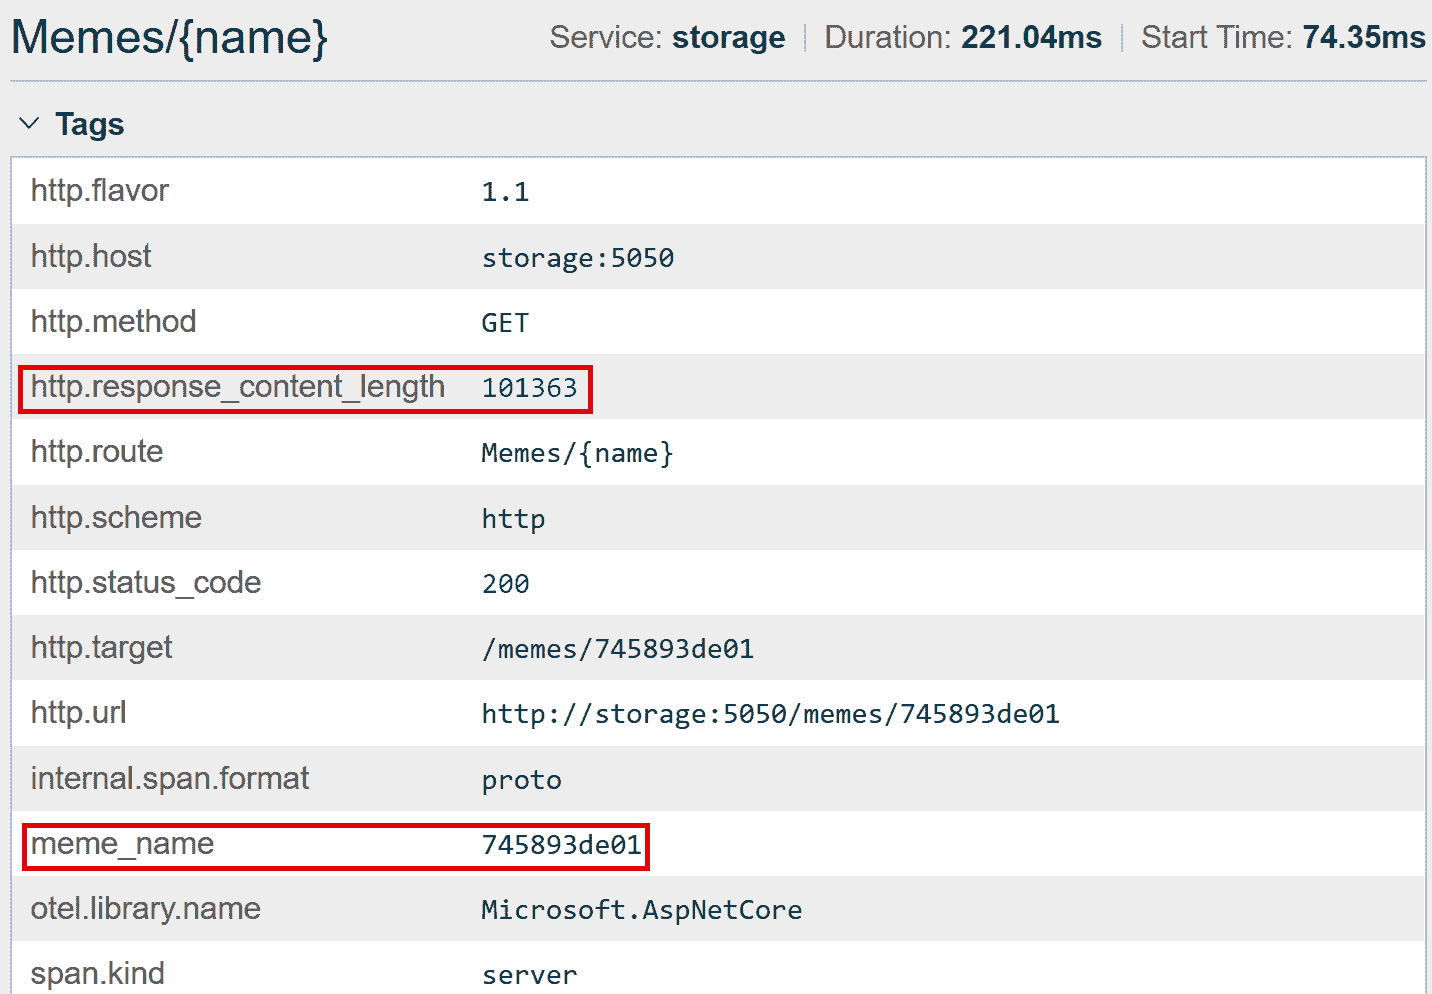 Memes/{name} Service: storage Duration: 221.04ms Start Time: 74.35ms
Tags
http.flavor 1.1
http.host storage:5050
http.method GET
http.response_content_length 101363
http.route Memes/{name}
http.scheme http
http.status_code 200
http.target /memes/745893de01
http.url http://storage:5050/memes/745893de01
internal.span.format proto
meme_name 745893de01
otel.library.name Microsoft.AspNetCore
span.kind server